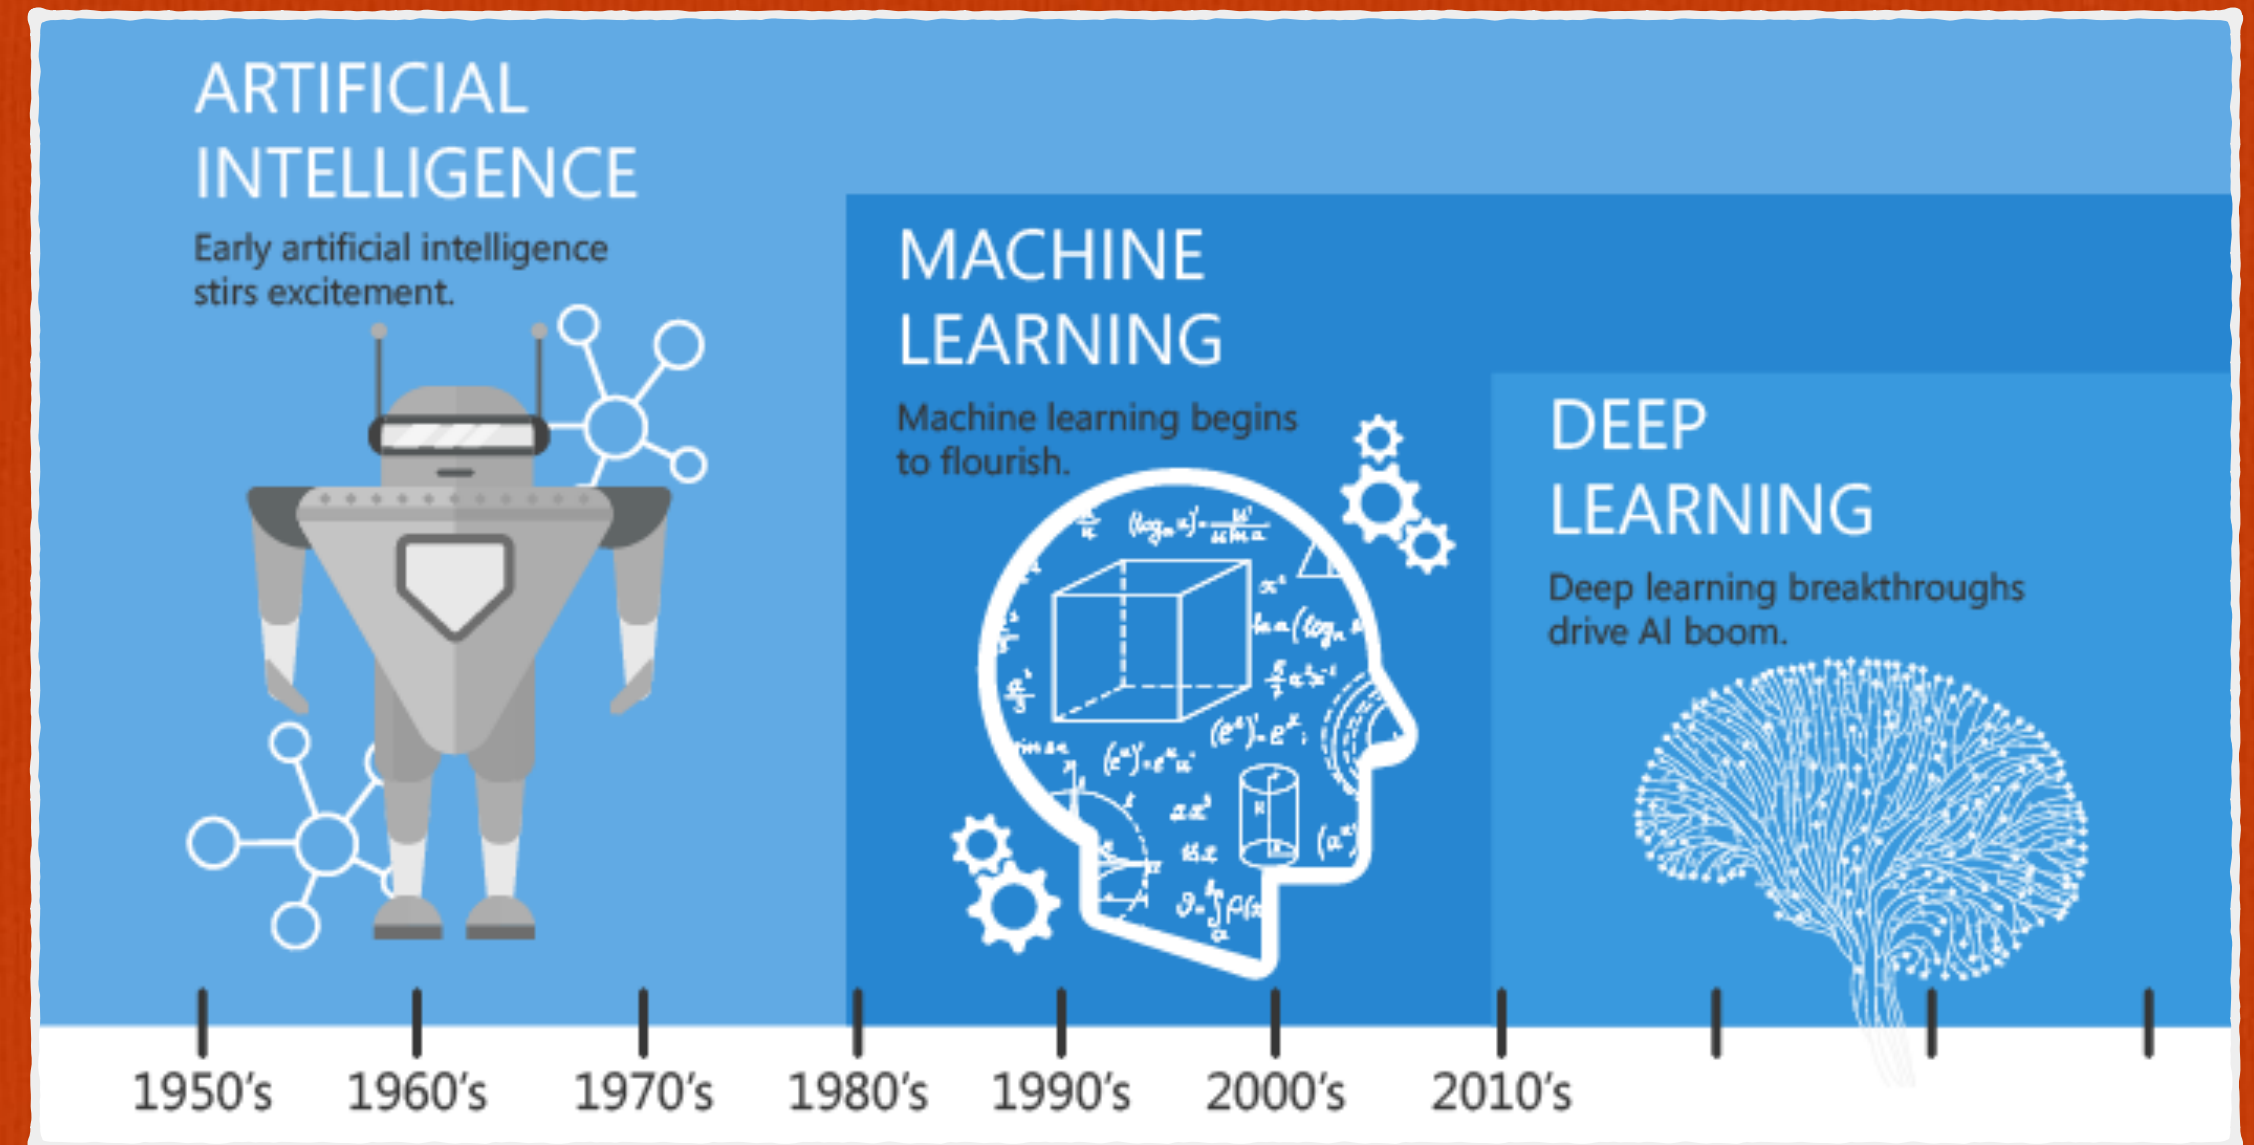 ARTIFICIAL
INTELLIGENCE
Early artificial intelligence
stirs excitement.
MACHINE
LEARNING
Machine learning begins
to flourish.
DEEP
LEARNING
Deep learning breakthroughs
drive AI boom.
1950's 1960's 1970's 1980's 1990's 2000's 2010's